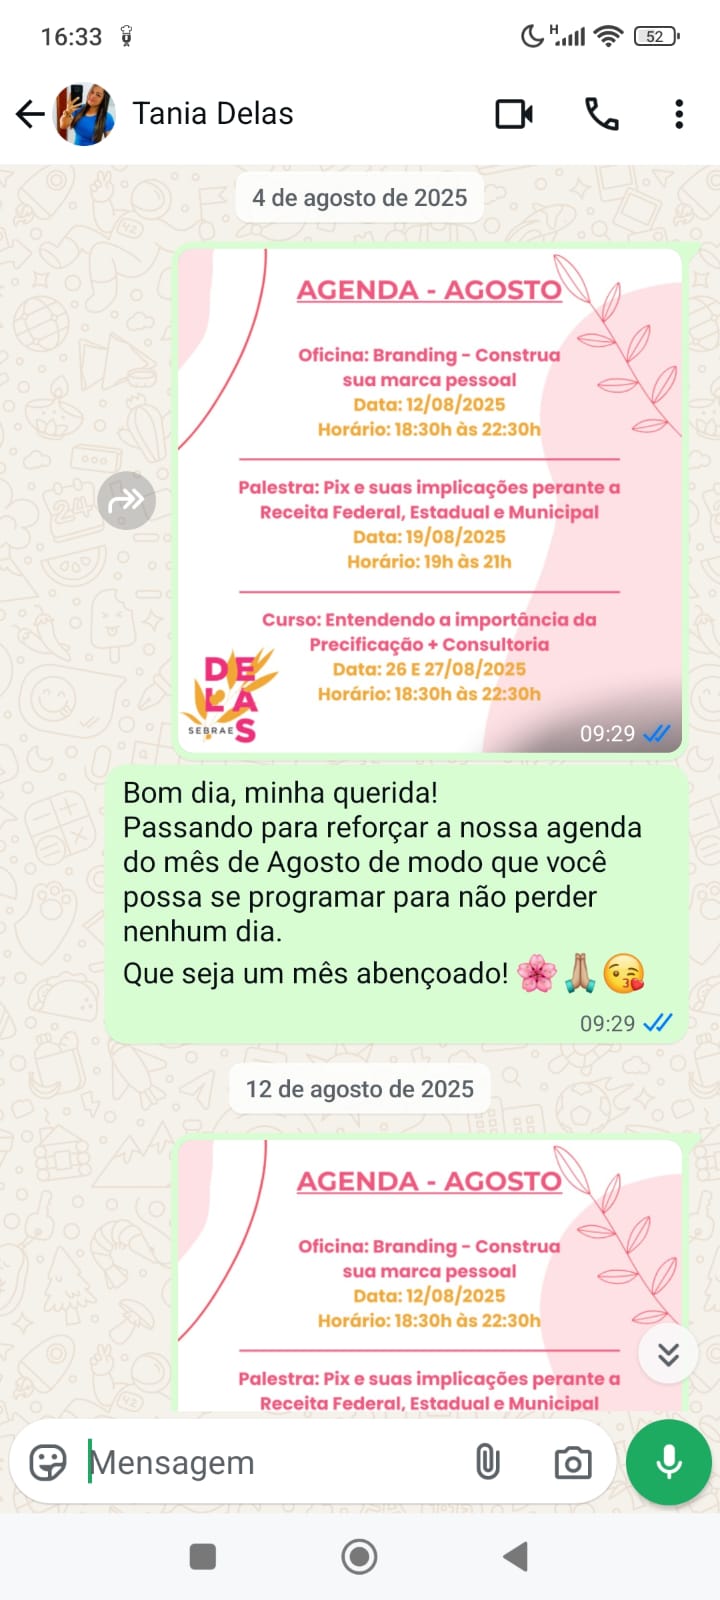 16:33
H
52
Tania Delas
4 de agosto de 2025
AGENDA - AGOSTO
Oficina: Branding - Construa
sua marca pessoal
Data: 12/08/2025
Horário: 18:30h às 22:30h
Palestra: Pix e suas implicações perante a
Receita Federal, Estadual e Municipal
Data: 19/08/2025
Horário: 19h às 21h
Curso: Entendendo a importância da
Precificação + Consultoria
Data: 26 E 27/08/2025
Horário: 18:30h às 22:30h
DE
LA
SEBRAE S
09:29
Bom dia, minha querida!
Passando para reforçar a nossa agenda
do mês de Agosto de modo que você
possa se programar para não perder
nenhum dia.
Que seja um mês abençoado! 🌸🙏🏽😘
09:29
12 de agosto de 2025
AGENDA - AGOSTO
Oficina: Branding - Construa
sua marca pessoal
Data: 12/08/2025
Horário: 18:30h às 22:30h
Palestra: Pix e suas implicações perante a
Receita Federal, Estadual e Municipal
Mensagem